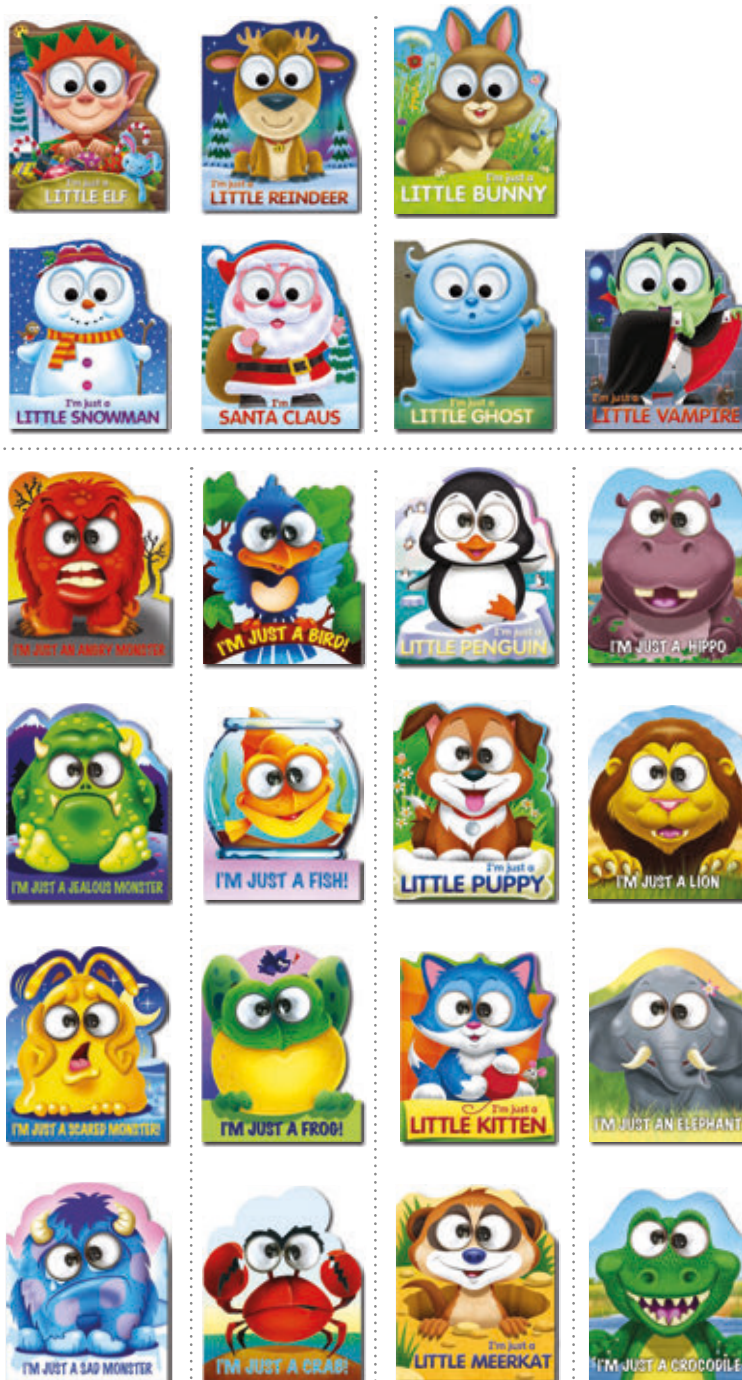 I'm just a
LITTLE ELF
I'm just a
LITTLE REINDEER
I'm just a
LITTLE BUNNY
I'm just a
LITTLE SNOWMAN
I'm
SANTA CLAUS
I'm just a
LITTLE GHOST
I'm just a
LITTLE VAMPIRE
I'M JUST AN ANGRY MONSTER
I'M JUST A BIRD!
I'm just a
LITTLE PENGUIN
I'M JUST A HIPPO
I'M JUST A JEALOUS MONSTER
I'M JUST A FISH!
I'm just a
LITTLE PUPPY
I'M JUST A LION
I'M JUST A SCARED MONSTER!
I'M JUST A FROG!
I'm just a
LITTLE KITTEN
I'M JUST AN ELEPHANT
I'M JUST A SAD MONSTER
I'M JUST A CRAB!
I'm just a
LITTLE MEERKAT
I'M JUST A CROCODILE